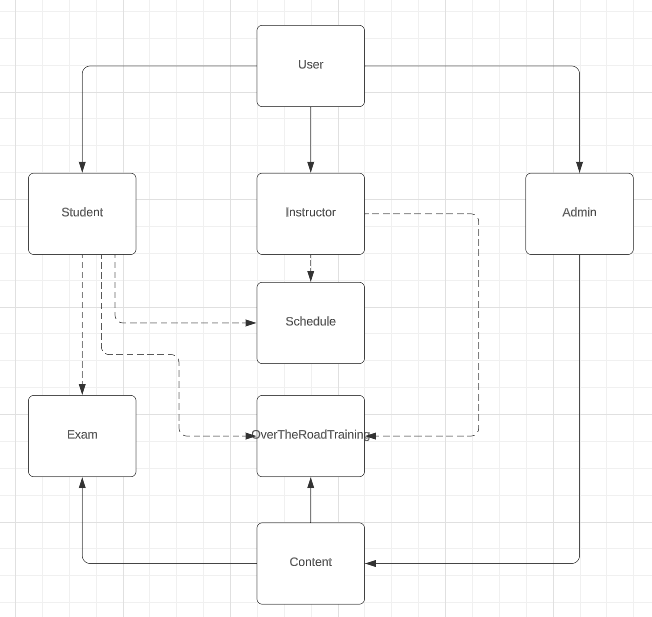 User
Student
Instructor
Admin
Schedule
Exam
OverTheRoadTraining
Content